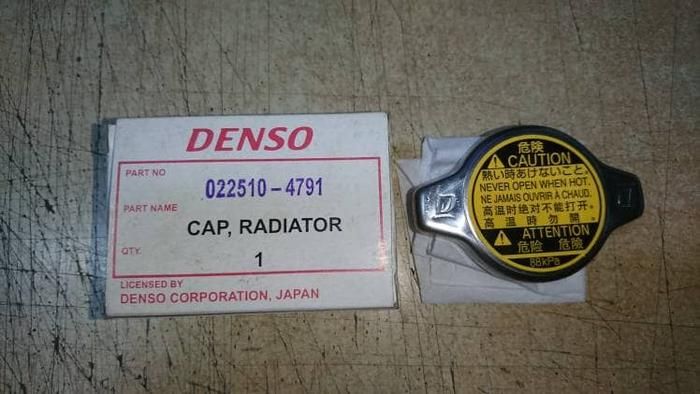 DENSO
PART NO
022510-4791
PART NAME
CAP, RADIATOR
QTY.
1
LICENSED BY
DENSO CORPORATION, JAPAN
危険
CAUTION
熱い時あけないこと。
NEVER OPEN WHEN HOT.
NE JAMAIS OUVRIR À CHAUD.
高温时绝对不能打开。
高温時勿開。
ATTENTION
危险 危險
88kPa